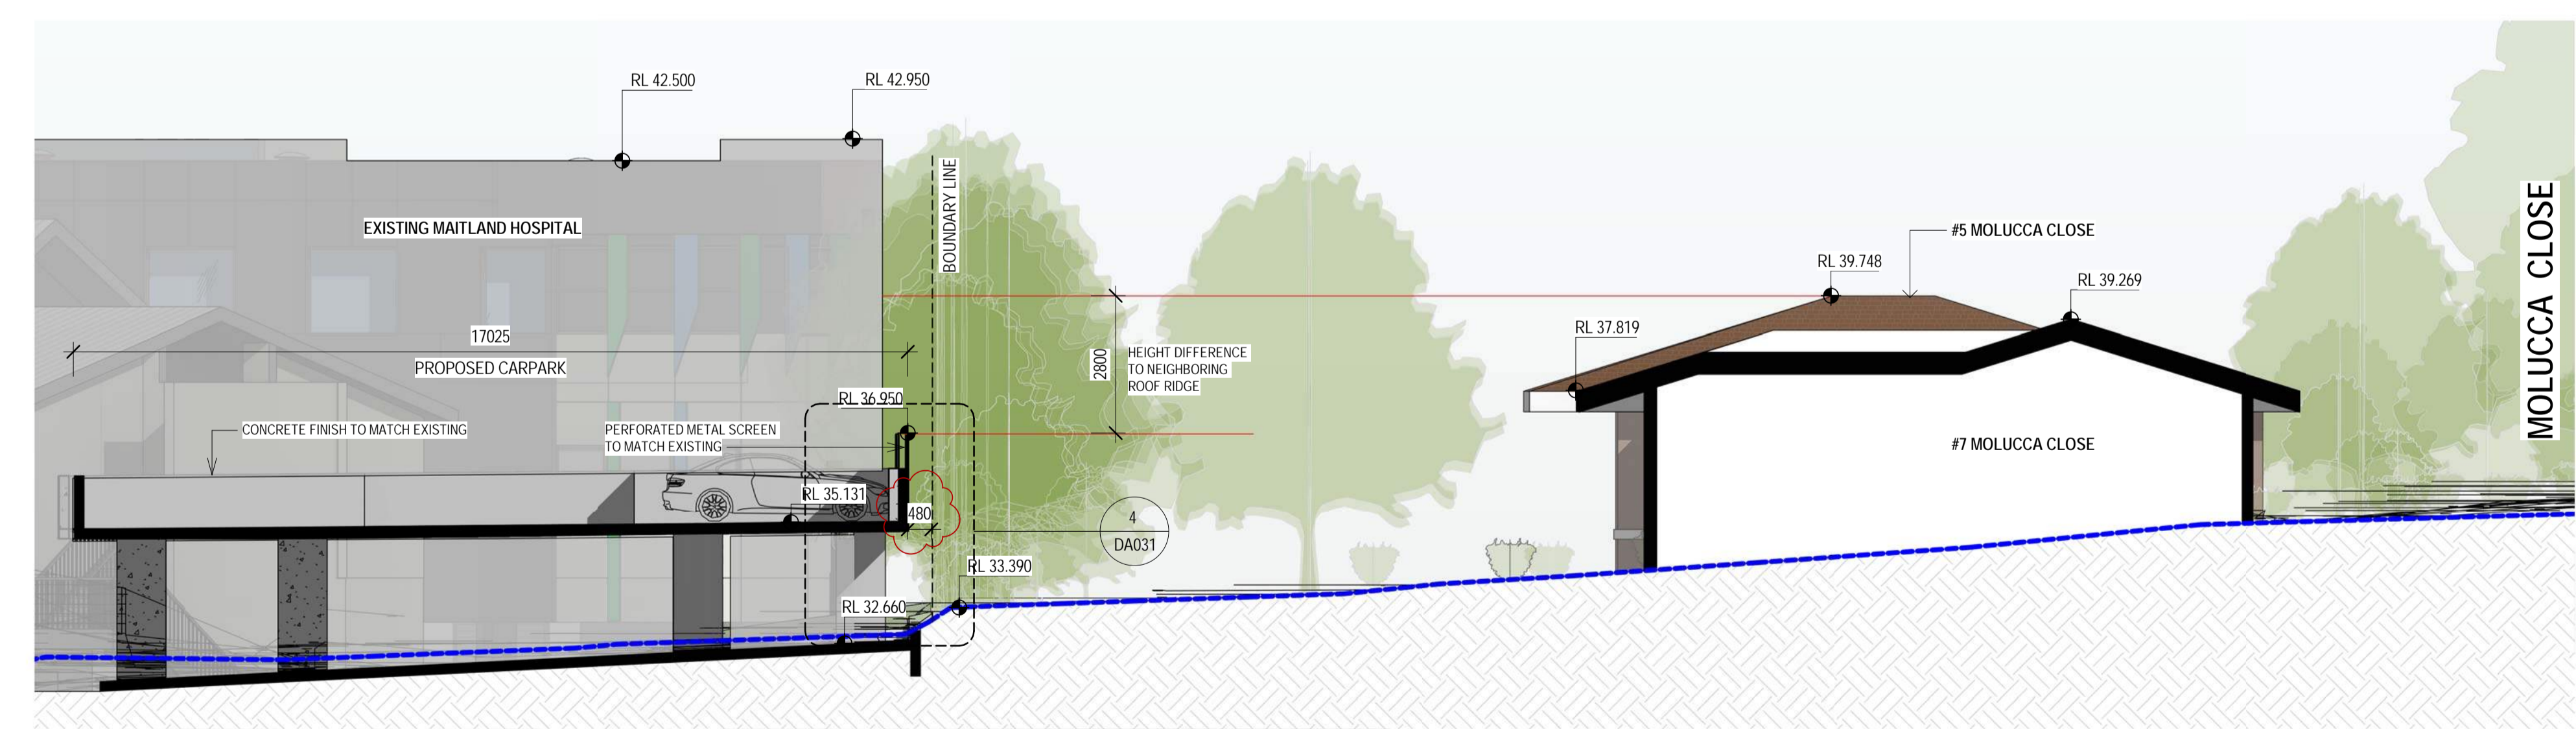 RL 42.500
RL 42.950
EXISTING MAITLAND HOSPITAL
BOUNDARY LINE
#5 MOLUCCA CLOSE
RL 39.748
RL 39.269
RL 37.819
MOLUCCA CLOSE
17025
PROPOSED CARPARK
2800
HEIGHT DIFFERENCE
TO NEIGHBORING
ROOF RIDGE
RL 36.950
CONCRETE FINISH TO MATCH EXISTING
PERFORATED METAL SCREEN
TO MATCH EXISTING
#7 MOLUCCA CLOSE
RL 35.131
480
4
DA031
RL 33.390
RL 32.660